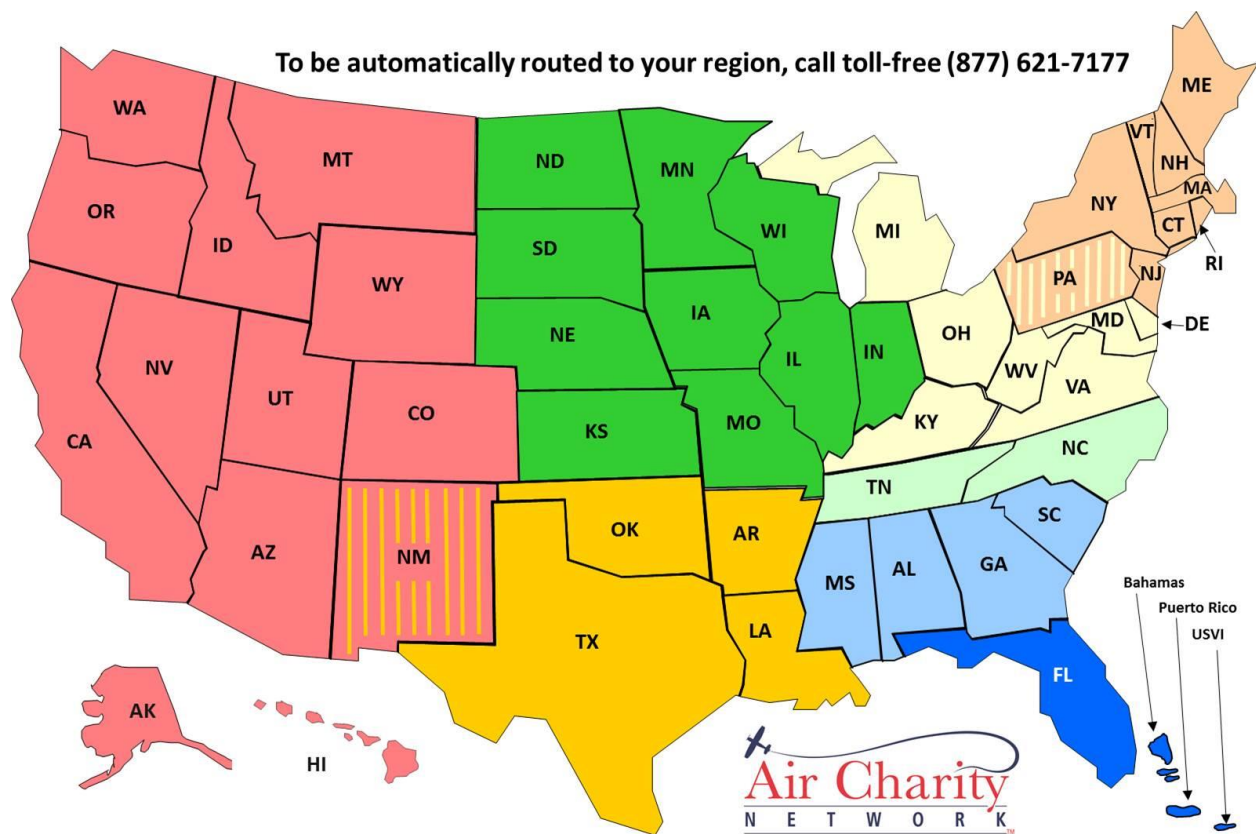 To be automatically routed to your region, call toll-free (877) 621-7177
ME
WA
VT
MT
ND
NH
MN
MA
NY
OR
CT
WI
MI
ID
SD
RI
PA
NJ
WY
IA
MD
DE
NE
OH
IL
IN
NV
WV
UT
VA
CO
KY
MO
KS
CA
NC
TN
SC
OK
AR
AZ
NM
GA
AL
MS
Bahamas
Puerto Rico
LA
USVI
TX
FL
AK
HI
Air Charity
NETWORK™